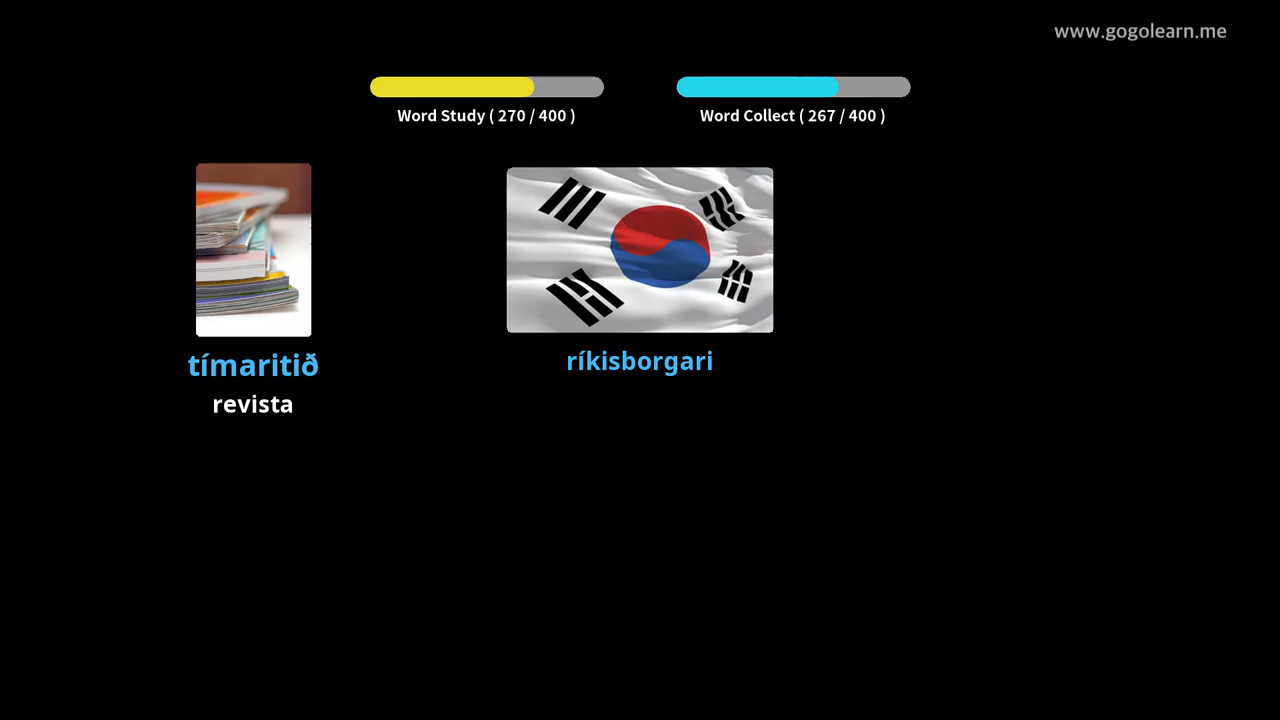 www.gogolearn.me
Word Study ( 270 / 400 )
Word Collect ( 267 / 400 )
tímaritið
revista
ríkisborgari